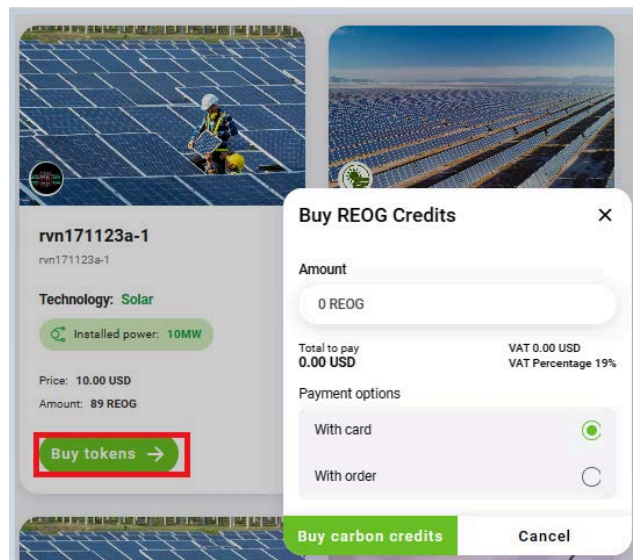 rvn171123a-1
rvn171123a-1
Technology: Solar
Installed power: 10MW
Price: 10.00 USD
Amount: 89 REOG
Buy tokens →
Buy REOG Credits ×
Amount
0 REOG
Total to pay
0.00 USD
VAT 0.00 USD
VAT Percentage 19%
Payment options
With card
With order
Buy carbon credits
Cancel